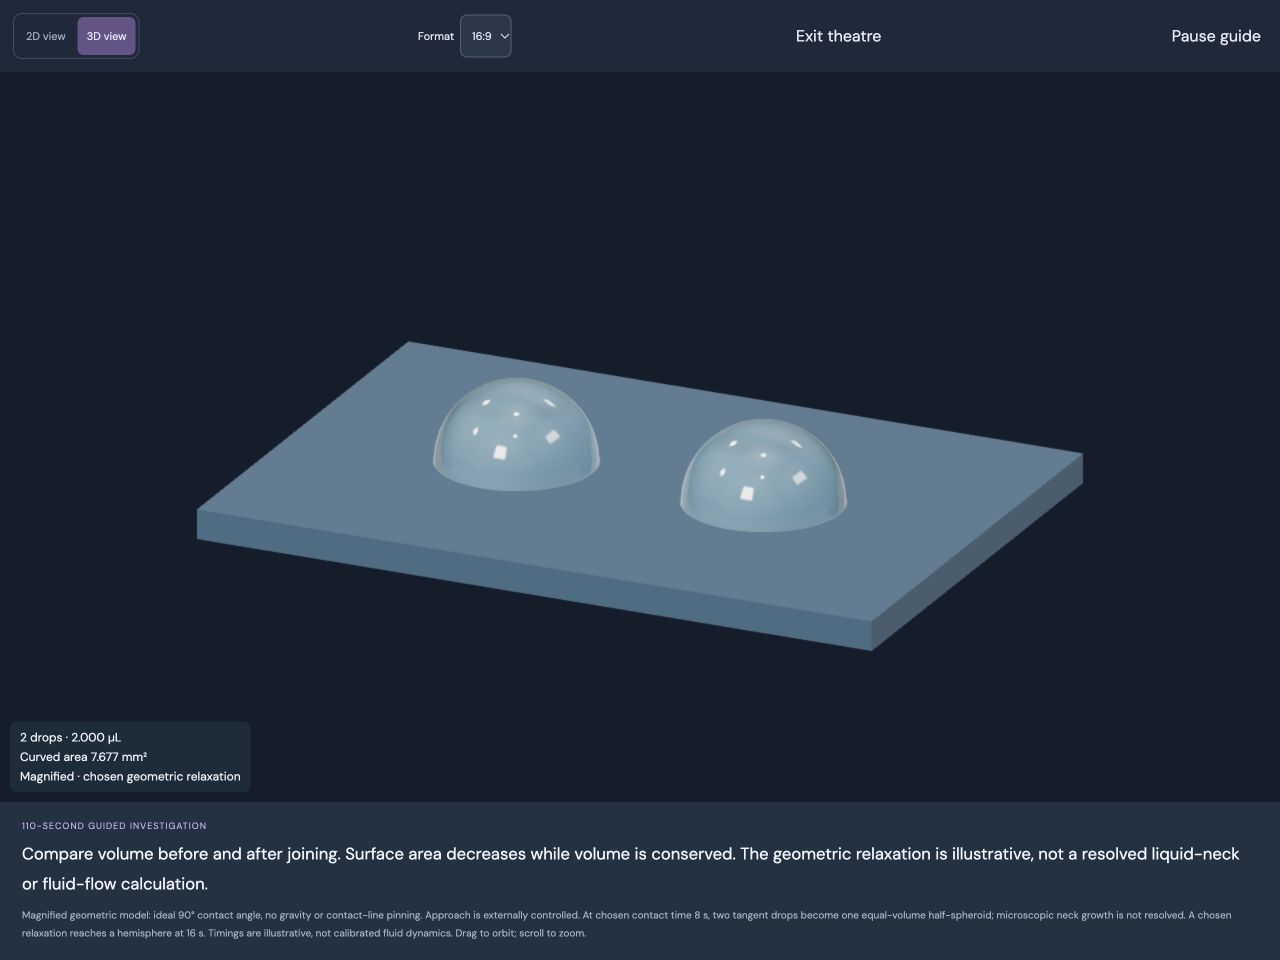 2D view
3D view
Format
16:9
Exit theatre
Pause guide
2 drops · 2.000 µL
Curved area 7.677 mm²
Magnified · chosen geometric relaxation
110-SECOND GUIDED INVESTIGATION
Compare volume before and after joining. Surface area decreases while volume is conserved. The geometric relaxation is illustrative, not a resolved liquid-neck
or fluid-flow calculation.
Magnified geometric model: ideal 90° contact angle, no gravity or contact-line pinning. Approach is externally controlled. At chosen contact time 8 s, two tangent drops become one equal-volume half-spheroid; microscopic neck growth is not resolved. A chosen
relaxation reaches a hemisphere at 16 s. Timings are illustrative, not calibrated fluid dynamics. Drag to orbit; scroll to zoom.